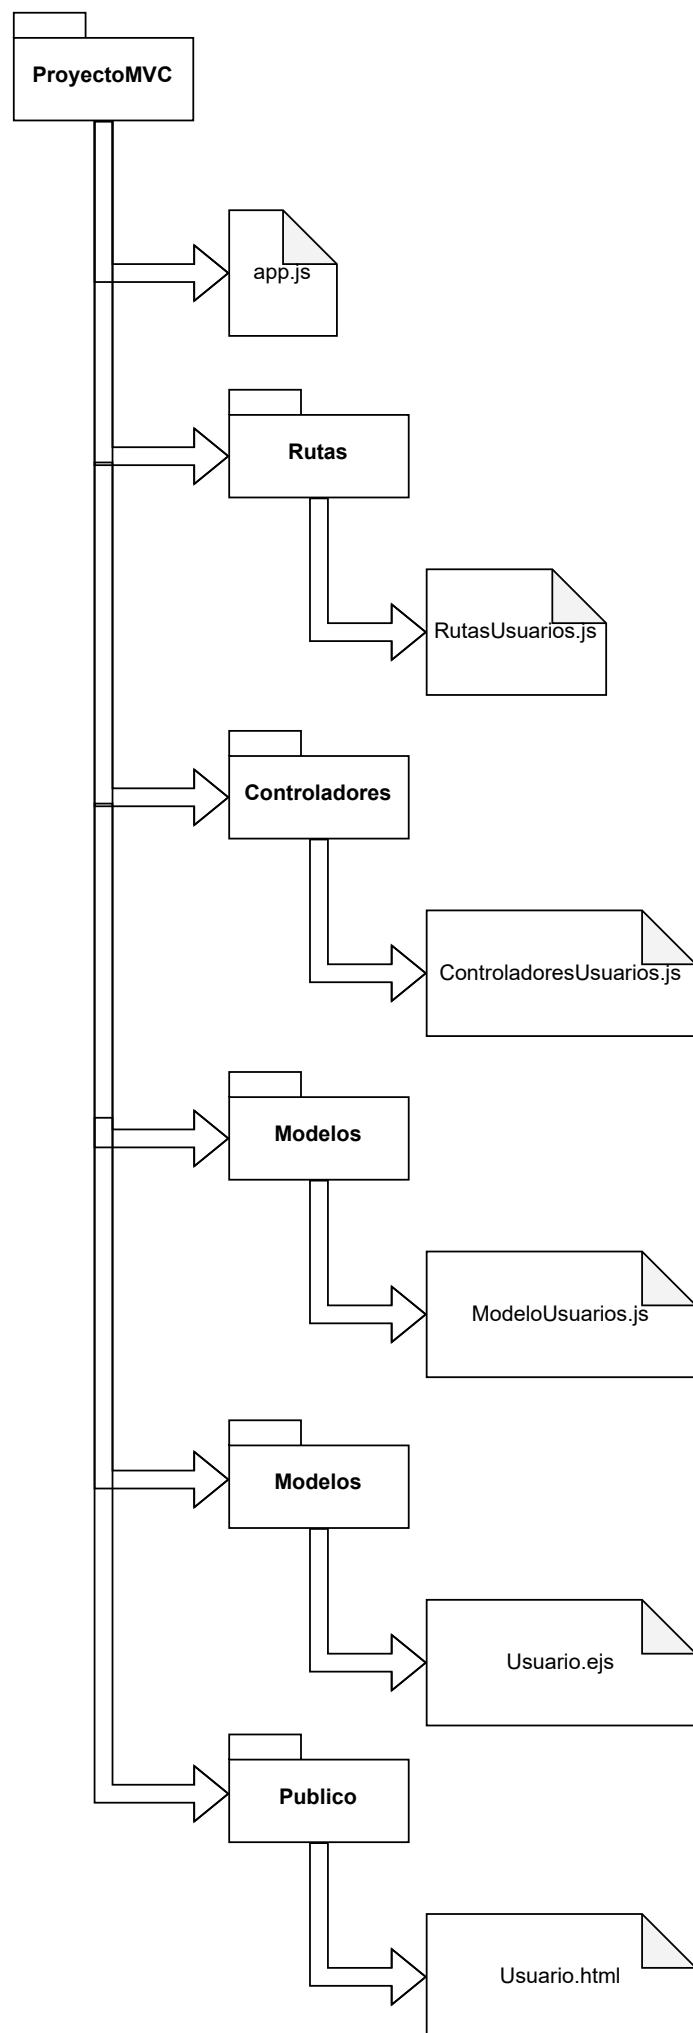 ProyectoMVC
app.js
Rutas
RutasUsuarios.js
Controladores
ControladoresUsuarios.js
Modelos
ModeloUsuarios.js
Modelos
Usuario.ejs
Publico
Usuario.html